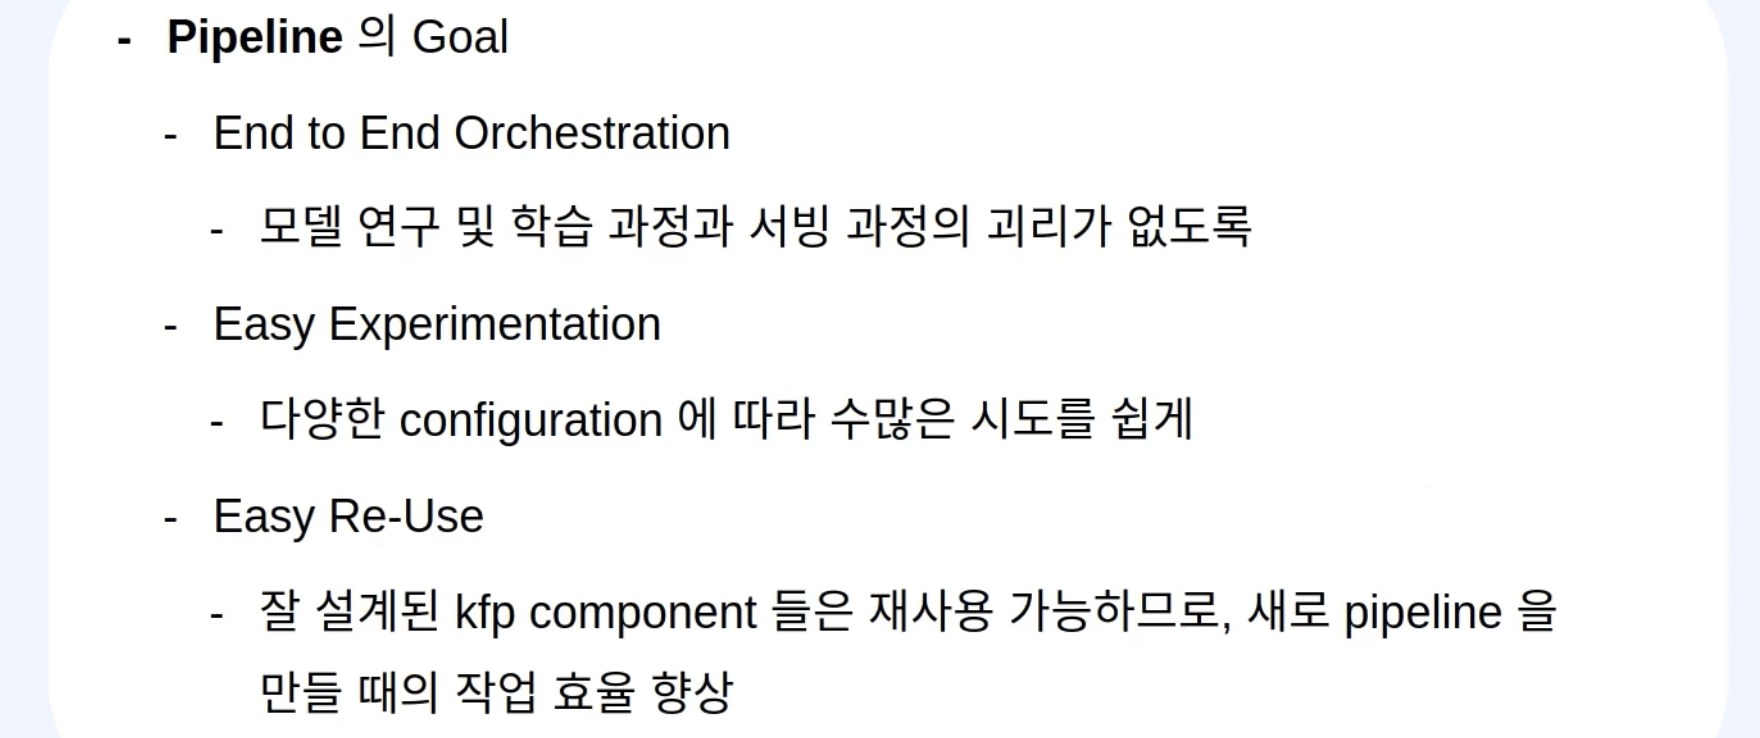 - Pipeline 의 Goal
- End to End Orchestration
- 모델 연구 및 학습 과정과 서빙 과정의 괴리가 없도록
- Easy Experimentation
- 다양한 configuration 에 따라 수많은 시도를 쉽게
- Easy Re-Use
- 잘 설계된 kfp component 들은 재사용 가능하므로, 새로 pipeline 을
만들 때의 작업 효율 향상